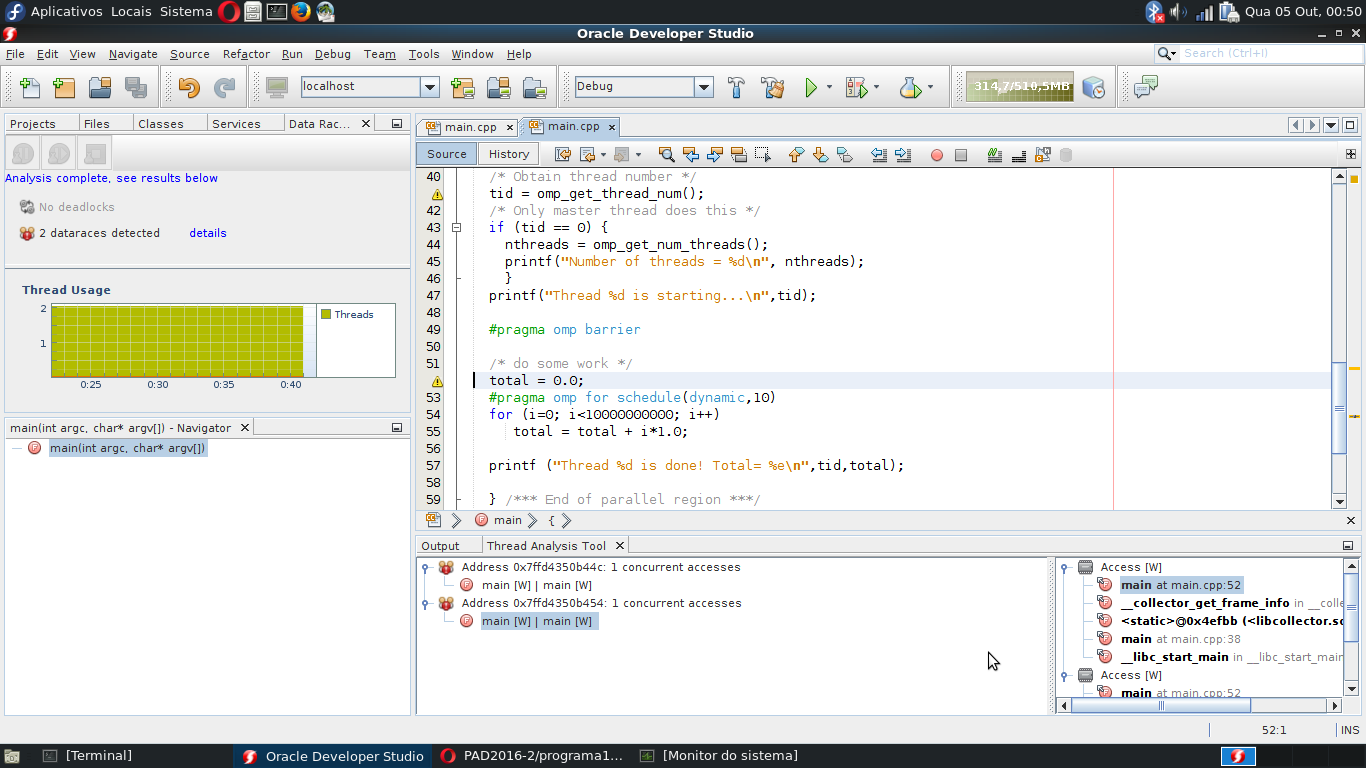 Aplicativos Locais Sistema
Qua 05 Out, 00:50
Oracle Developer Studio
File Edit View Navigate Source Refactor Run Debug Team Tools Window Help
Search (Ctrl+I)
localhost
Debug
314,7/510,5MB
Projects Files Classes Services Data Rac...
Analysis complete, see results below
No deadlocks
2 dataraces detected details
Thread Usage
2
1
0:25 0:30 0:35 0:40
Threads
main(int argc, char* argv[]) - Navigator
main(int argc, char* argv[])
main.cpp main.cpp
Source History
40 /* Obtain thread number */
tid = omp_get_thread_num();
42 /* Only master thread does this */
43 if (tid == 0) {
44 nthreads = omp_get_num_threads();
45 printf("Number of threads = %d\n", nthreads);
46 }
47 printf("Thread %d is starting...\n",tid);
48
49 #pragma omp barrier
50
51 /* do some work */
total = 0.0;
53 #pragma omp for schedule(dynamic,10)
54 for (i=0; i<10000000000; i++)
55 total = total + i*1.0;
56
57 printf ("Thread %d is done! Total= %e\n",tid,total);
58
59 } /*** End of parallel region ***/
main {
Output Thread Analysis Tool
Address 0x7ffd4350b44c: 1 concurrent accesses
main [W] | main [W]
Address 0x7ffd4350b454: 1 concurrent accesses
main [W] | main [W]
Access [W]
main at main.cpp:52
__collector_get_frame_info in __colle
<static>@0x4efbb (<libcollector.so
main at main.cpp:38
__libc_start_main in __libc_start_main
Access [W]
main at main.cpp:52
52:1 INS
[Terminal] Oracle Developer Studio PAD2016-2/programa1... [Monitor do sistema]